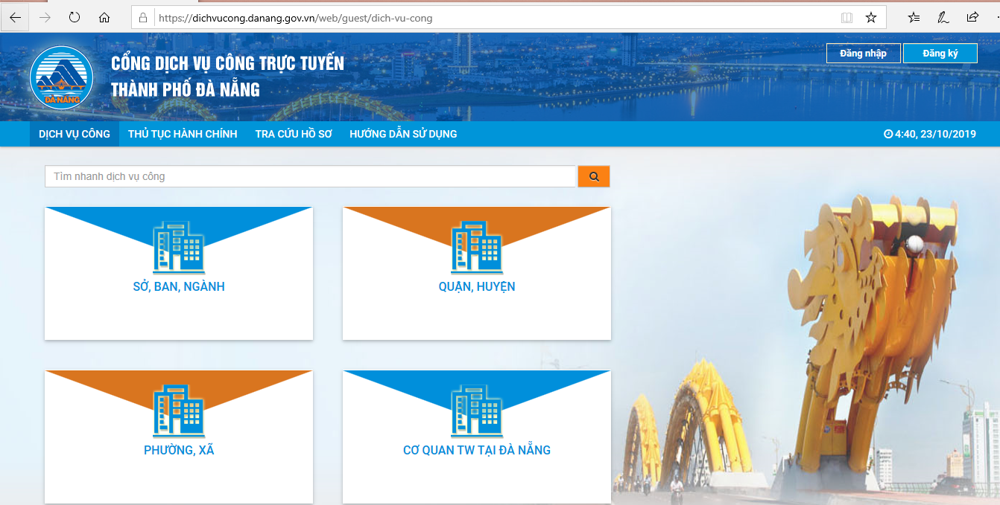 https://dichvucong.danang.gov.vn/web/guest/dich-vu-cong
CỔNG DỊCH VỤ CÔNG TRỰC TUYẾN
THÀNH PHỐ ĐÀ NẴNG
ĐÀ NẴNG
Đăng nhập
Đăng ký
DỊCH VỤ CÔNG THỦ TỤC HÀNH CHÍNH TRA CỨU HỒ SƠ HƯỚNG DẪN SỬ DỤNG 4:40, 23/10/2019
Tìm nhanh dịch vụ công
SỞ, BAN, NGÀNH
QUẬN, HUYỆN
PHƯỜNG, XÃ
CƠ QUAN TW TẠI ĐÀ NẴNG